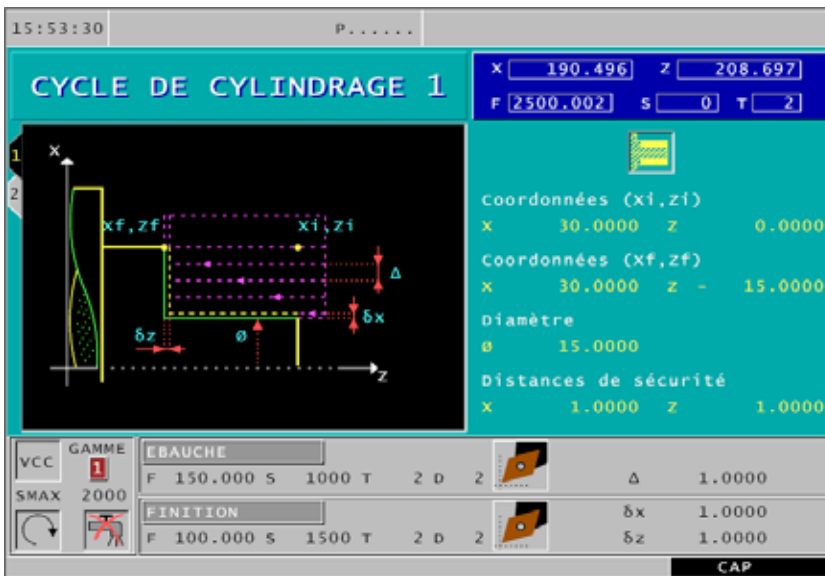 15:53:30 P......
CYCLE DE CYLINDRAGE 1
X 190.496 Z 208.697
F 2500.002 S 0 T 2
1
2
x
xf,zf xi,zi
Δ
δx
δz ø
z
Coordonnées (xi,zi)
X 30.0000 Z 0.0000
Coordonnées (xf,zf)
X 30.0000 Z - 15.0000
Diamètre
ø 15.0000
Distances de sécurité
X 1.0000 Z 1.0000
VCC GAMME
1
SMAX 2000
EBAUCHE
F 150.000 S 1000 T 2 D 2 Δ 1.0000
FINITION
F 100.000 S 1500 T 2 D 2
δx 1.0000
δz 1.0000
CAP